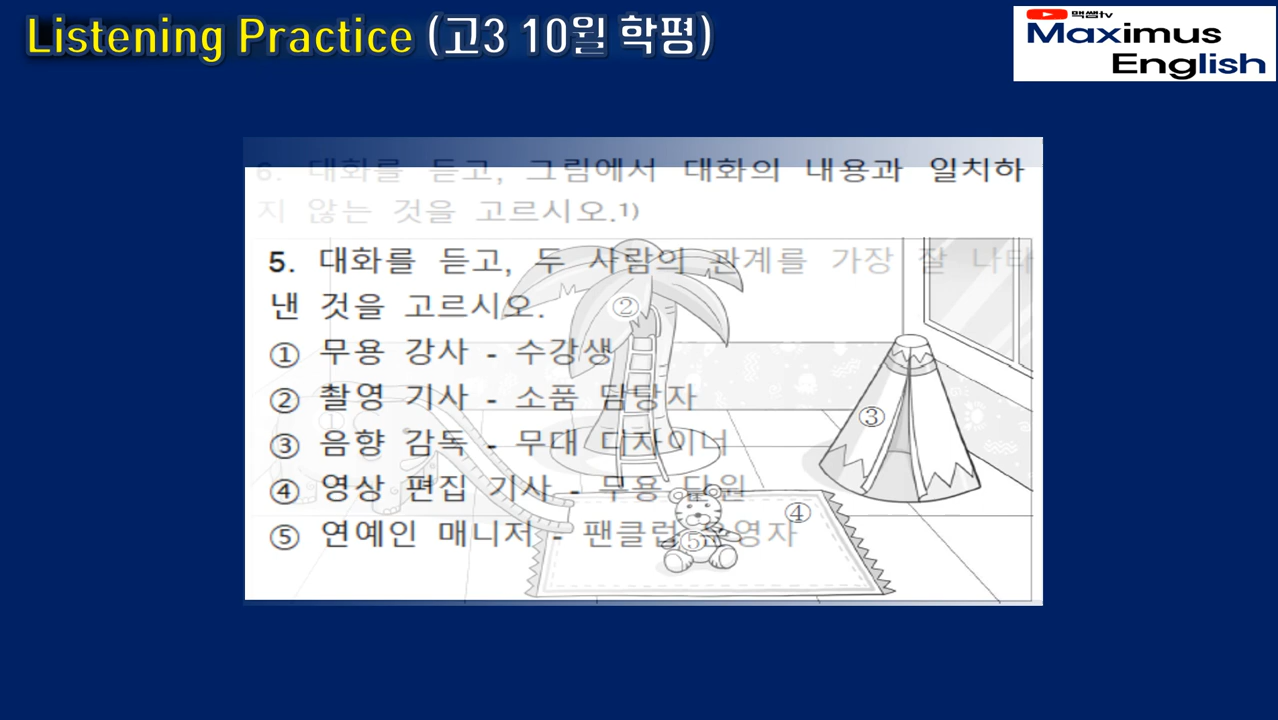 Listening Practice (고3 10월 학평)
맥쌤tv
Maximus
English
6. 대화를 듣고, 그림에서 대화의 내용과 일치하
지 않는 것을 고르시오.1)
5. 대화를 듣고, 두 사람의 관계를 가장 잘 나타
낸 것을 고르시오.
① 무용 강사 - 수강생
② 촬영 기사 - 소품 담당자
③ 음향 감독 - 무대 디자이너
④ 영상 편집 기사 - 무용 단원
⑤ 연예인 매니저 - 팬클럽 운영자
①
②
③
④
⑤